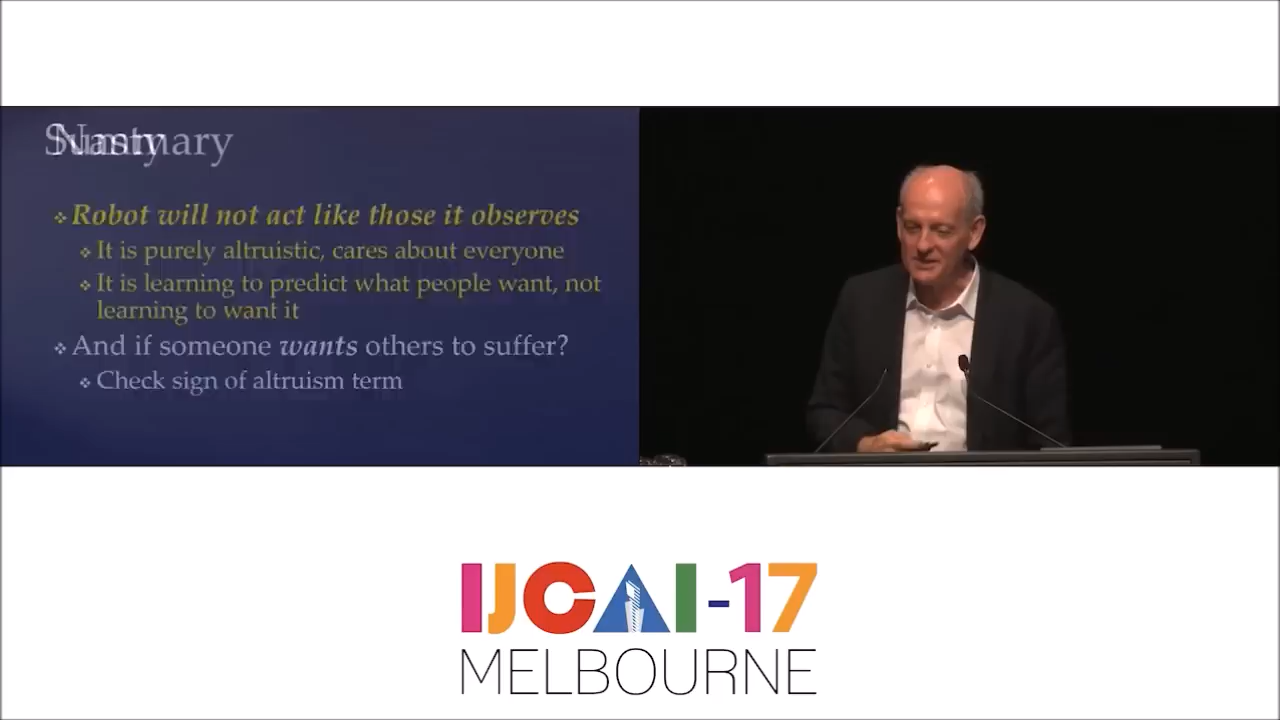 Robot will not act like those it observes
It is purely altruistic, cares about everyone
It is learning to predict what people want, not
learning to want it
And if someone wants others to suffer?
Check sign of altruism term
IJCAI-17
MELBOURNE